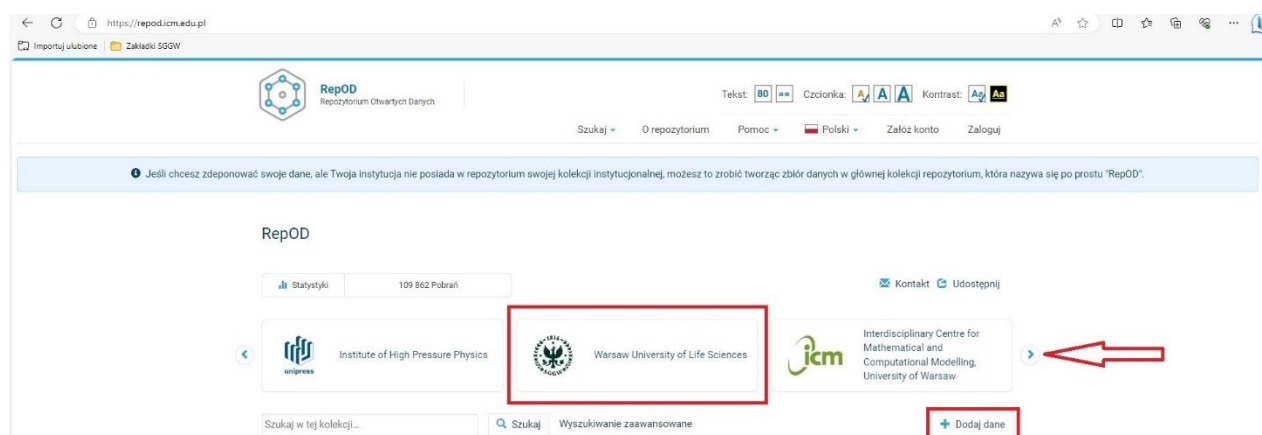 https://repod.icm.edu.pl
Importuj ulubione Zakładki SGGW
RepOD
Repozytorium Otwartych Danych
Tekst: 80 == Czcionka: A A A Kontrast: Aa Aa
Szukaj O repozytorium Pomoc Polski Załóż konto Zaloguj
Jeśli chcesz zdeponować swoje dane, ale Twoja instytucja nie posiada w repozytorium swojej kolekcji instytucjonalnej, możesz to zrobić tworząc zbiór danych w głównej kolekcji repozytorium, która nazywa się po prostu "RepOD".
RepOD
Statystyki 109 862 Pobrań
Kontakt Udostępnij
unipress
Institute of High Pressure Physics
1816
SGGW
Warsaw University of Life Sciences
icm
Interdisciplinary Centre for
Mathematical and
Computational Modelling,
University of Warsaw
Szukaj w tej kolekcji... Szukaj Wyszukiwanie zaawansowane + Dodaj dane